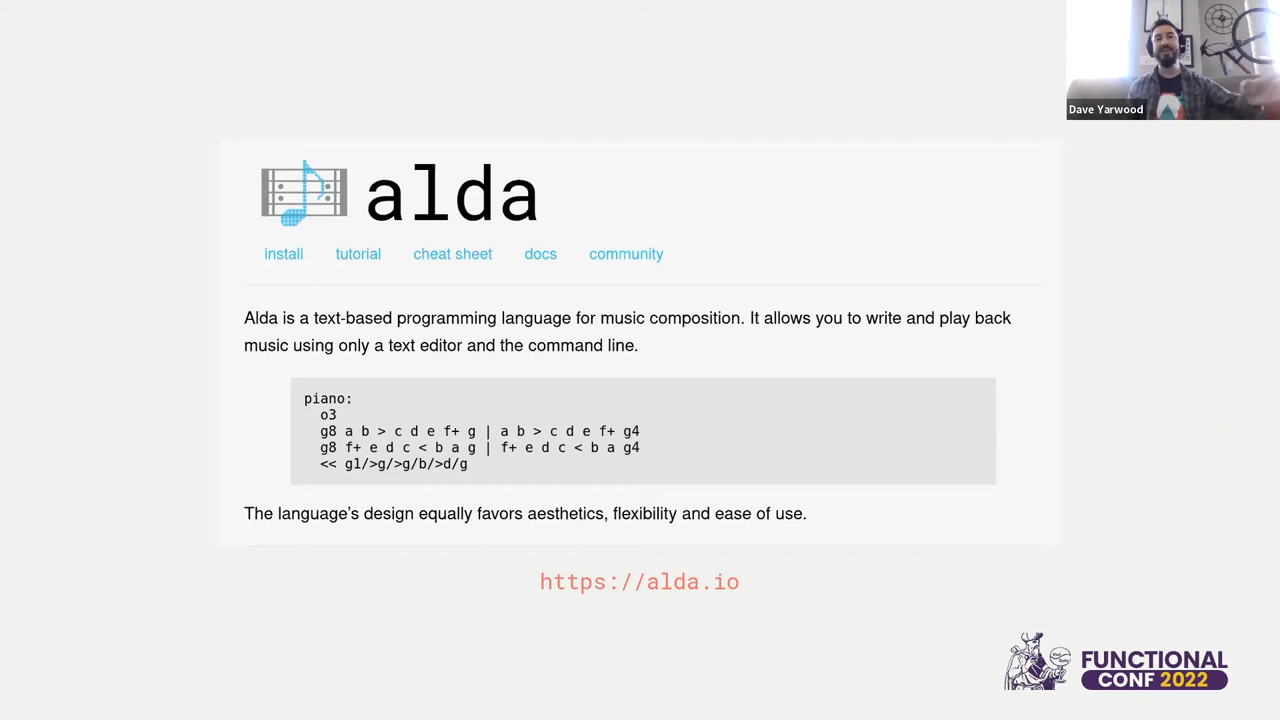 Dave Yarwood
alda
install tutorial cheat sheet docs community
Alda is a text-based programming language for music composition. It allows you to write and play back
music using only a text editor and the command line.
piano:
o3
g8 a b > c d e f+ g | a b > c d e f+ g4
g8 f+ e d c < b a g | f+ e d c < b a g4
<< g1/>g/>g/b/>d/g
The language’s design equally favors aesthetics, flexibility and ease of use.
https://alda.io
FUNCTIONAL
CONF 2022